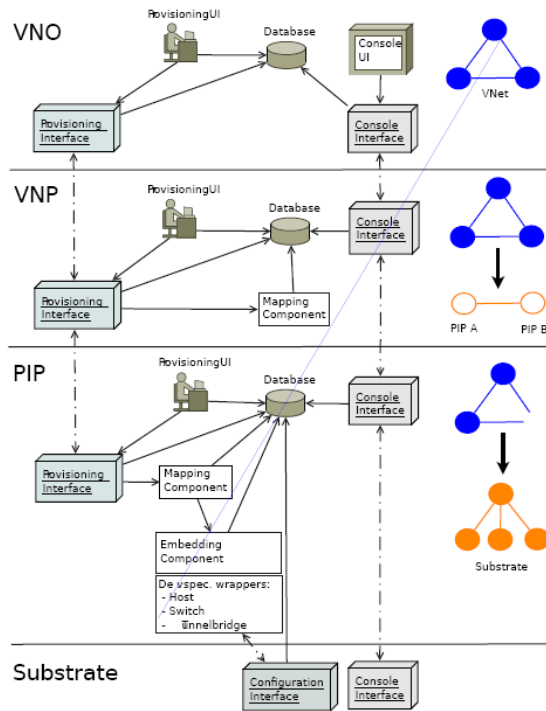 VNO
ProvisioningUI
Database
Console
UI
Provisioning
Interface
Console
Interface
VNet
VNP
ProvisioningUI
Database
Console
Interface
Provisioning
Interface
Mapping
Component
PIP A
PIP B
PIP
ProvisioningUI
Database
Console
Interface
Provisioning
Interface
Mapping
Component
Embedding
Component
Devspec. wrappers:
- Host
- Switch
- Tunnelbridge
Substrate
Substrate
Configuration
Interface
Console
Interface